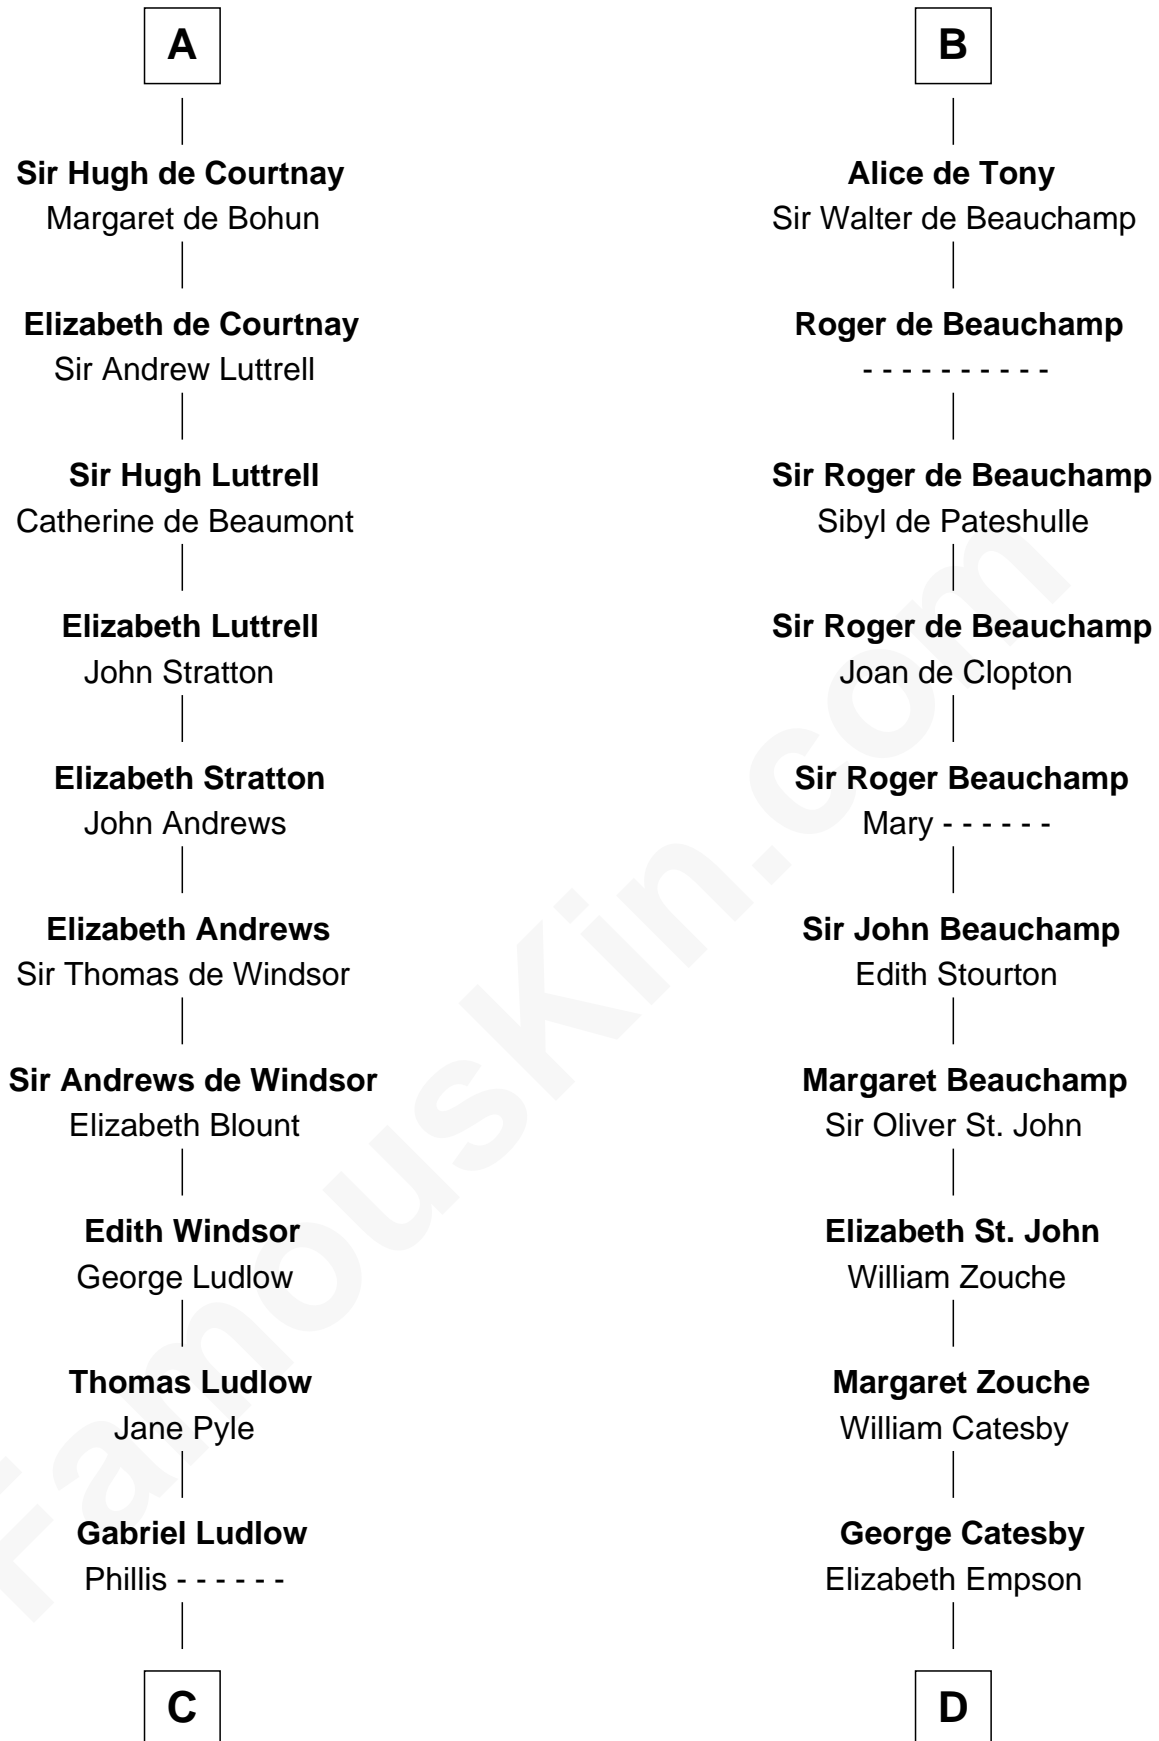 A
Sir Hugh de Courtnay
Margaret de Bohun
Elizabeth de Courtnay
Sir Andrew Luttrell
Sir Hugh Luttrell
Catherine de Beaumont
Elizabeth Luttrell
John Stratton
Elizabeth Stratton
John Andrews
Elizabeth Andrews
Sir Thomas de Windsor
Sir Andrews de Windsor
Elizabeth Blount
Edith Windsor
George Ludlow
Thomas Ludlow
Jane Pyle
Gabriel Ludlow
Phillis - - - - - -
C
B
Alice de Tony
Sir Walter de Beauchamp
Roger de Beauchamp
- - - - - - - - - -
Sir Roger de Beauchamp
Sibyl de Pateshulle
Sir Roger de Beauchamp
Joan de Clopton
Sir Roger Beauchamp
Mary - - - - - -
Sir John Beauchamp
Edith Stourton
Margaret Beauchamp
Sir Oliver St. John
Elizabeth St. John
William Zouche
Margaret Zouche
William Catesby
George Catesby
Elizabeth Empson
D
FamousKin.com